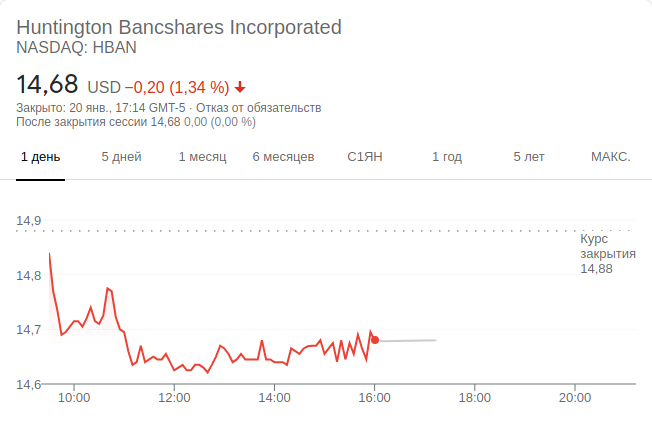 Huntington Bancshares Incorporated
NASDAQ: HBAN
14,68 USD −0,20 (1,34 %)
Закрыто: 20 янв., 17:14 GMT-5 · Отказ от обязательств
После закрытия сессии 14,68 0,00 (0,00 %)
1 день 5 дней 1 месяц 6 месяцев С1ЯН 1 год 5 лет МАКС.
14,9
Курс
закрытия
14,88
14,8
14,7
14,6
10:00 12:00 14:00 16:00 18:00 20:00